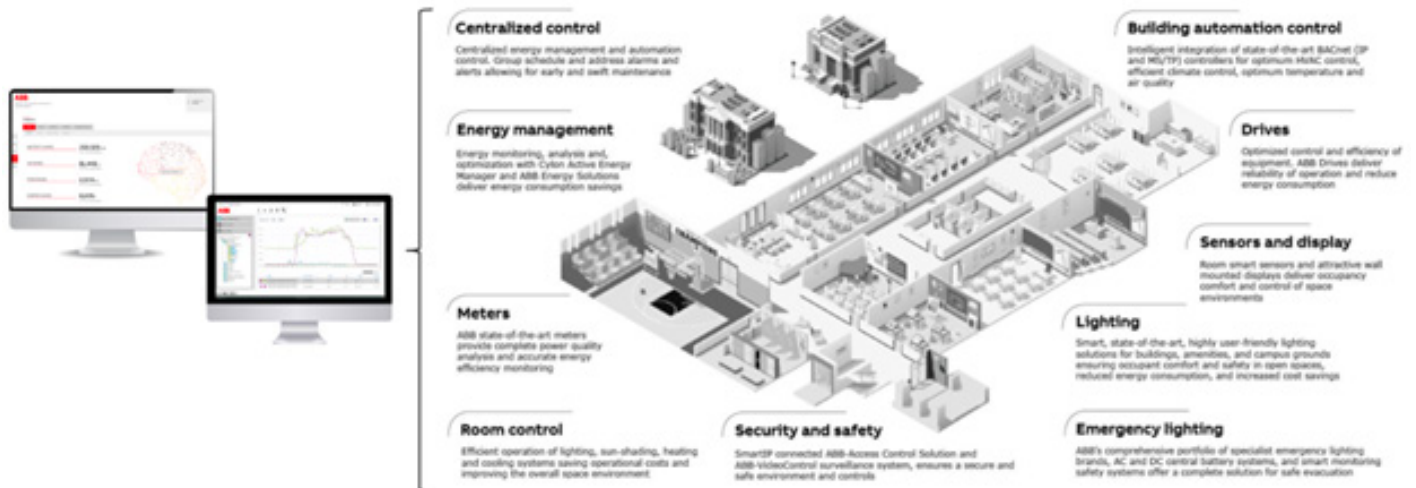 Centralized control
Centralized energy management and automation
control. Group schedule and address alarms and
alerts allowing for early and swift maintenance
Energy management
Energy monitoring, analysis and,
optimization with Cylon Active Energy
Manager and ABB Energy Solutions
deliver energy consumption savings
Meters
ABB state-of-the-art meters
provide complete power quality
analysis and accurate energy
efficiency monitoring
Room control
Efficient operation of lighting, sun-shading, heating
and cooling systems saving operational costs and
improving the overall space environment
Security and safety
SmartIP connected ABB-Access Control Solution and
ABB-VideoControl surveillance system, ensures a secure and
safe environment and controls
Building automation control
Intelligent integration of state-of-the-art BACnet (IP
and MS/TP) controllers for optimum HVAC control,
efficient climate control, optimum temperature and
air quality
Drives
Optimized control and efficiency of
equipment. ABB Drives deliver
reliability of operation and reduce
energy consumption
Sensors and display
Room smart sensors and attractive wall
mounted displays deliver occupancy
comfort and control of space
environments
Lighting
Smart, state-of-the-art, highly user-friendly lighting
solutions for buildings, amenities, and campus grounds
ensuring occupant comfort and safety in open spaces,
reduced energy consumption, and increased cost savings
Emergency lighting
ABB's comprehensive portfolio of specialist emergency lighting
brands, AC and DC central battery systems, and smart monitoring
safety systems offer a complete solution for safe evacuation
ABB
ABB